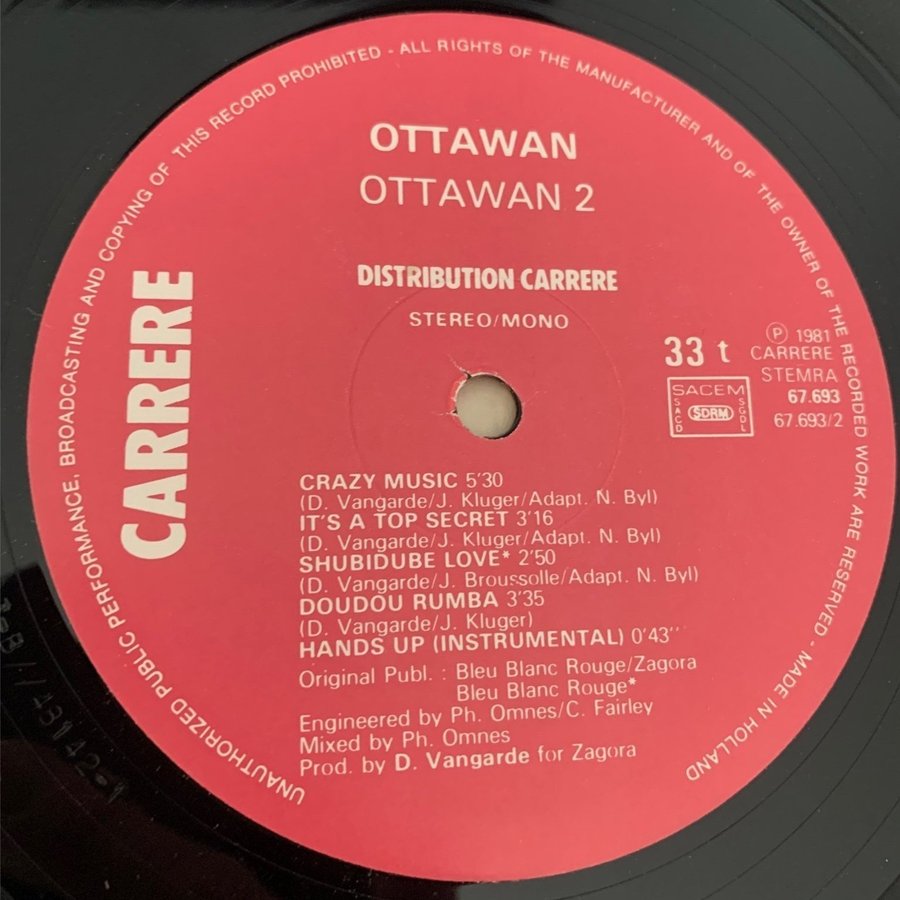 UNAUTHORIZED PUBLIC PERFORMANCE, BROADCASTING AND COPYING OF THIS RECORD PROHIBITED - ALL RIGHTS OF THE MANUFACTURER AND OF THE OWNER OF THE RECORDED WORK ARE RESERVED - MADE IN HOLLAND
OTTAWAN
OTTAWAN 2
DISTRIBUTION CARRERE
STEREO/MONO
CARRERE
33 t
℗ 1981
CARRERE
STEMRA
67.693
67.693/2
SACEM
SACD
SDRM
SGDL
CRAZY MUSIC 5'30
(D. Vangarde/J. Kluger/Adapt. N. Byl)
IT'S A TOP SECRET 3'16
(D. Vangarde/J. Kluger/Adapt. N. Byl)
SHUBIDUBE LOVE* 2'50
(D. Vangarde/J. Broussolle/Adapt. N. Byl)
DOUDOU RUMBA 3'35
(D. Vangarde/J. Kluger)
HANDS UP (INSTRUMENTAL) 0'43''
Original Publ. : Bleu Blanc Rouge/Zagora
Bleu Blanc Rouge*
Engineered by Ph. Omnes/C. Fairley
Mixed by Ph. Omnes
Prod. by D. Vangarde for Zagora